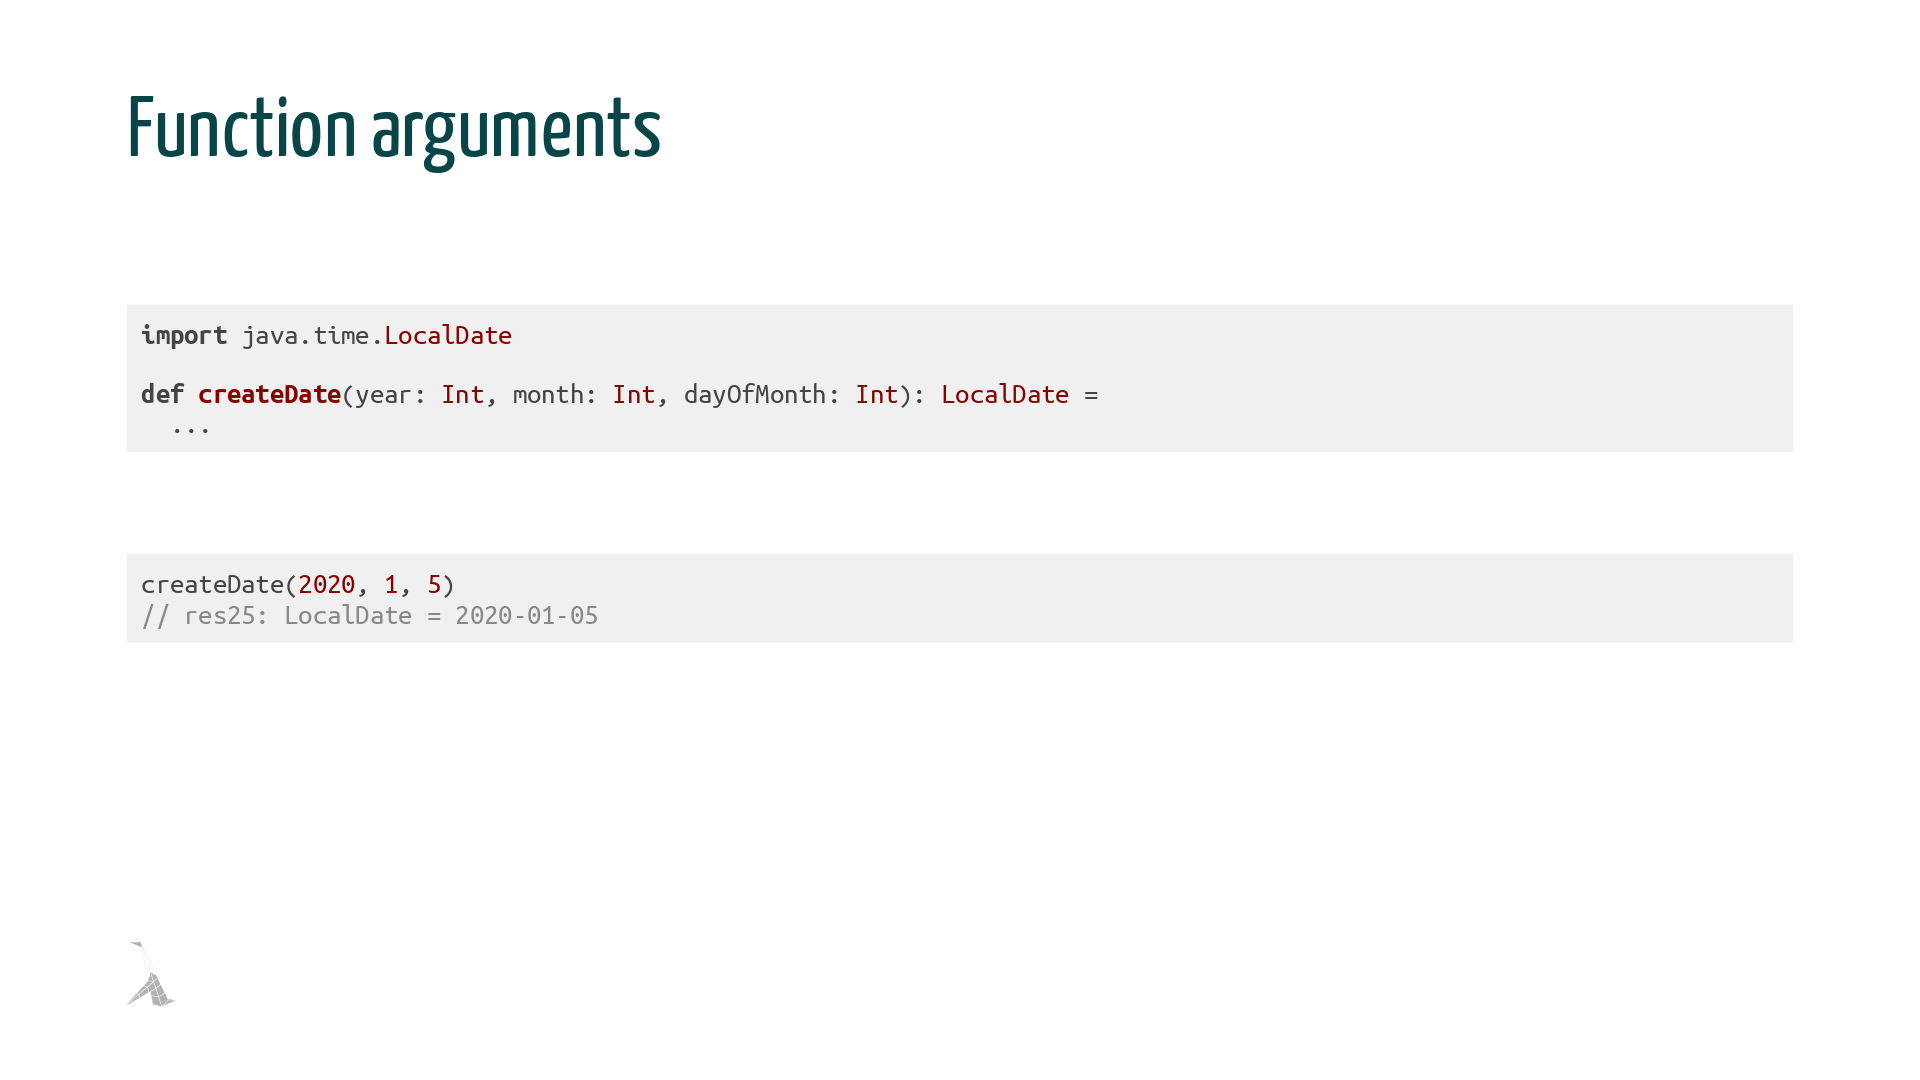 Function arguments
import java.time.LocalDate
def createDate(year: Int, month: Int, dayOfMonth: Int): LocalDate =
  ...
createDate(2020, 1, 5)
// res25: LocalDate = 2020-01-05